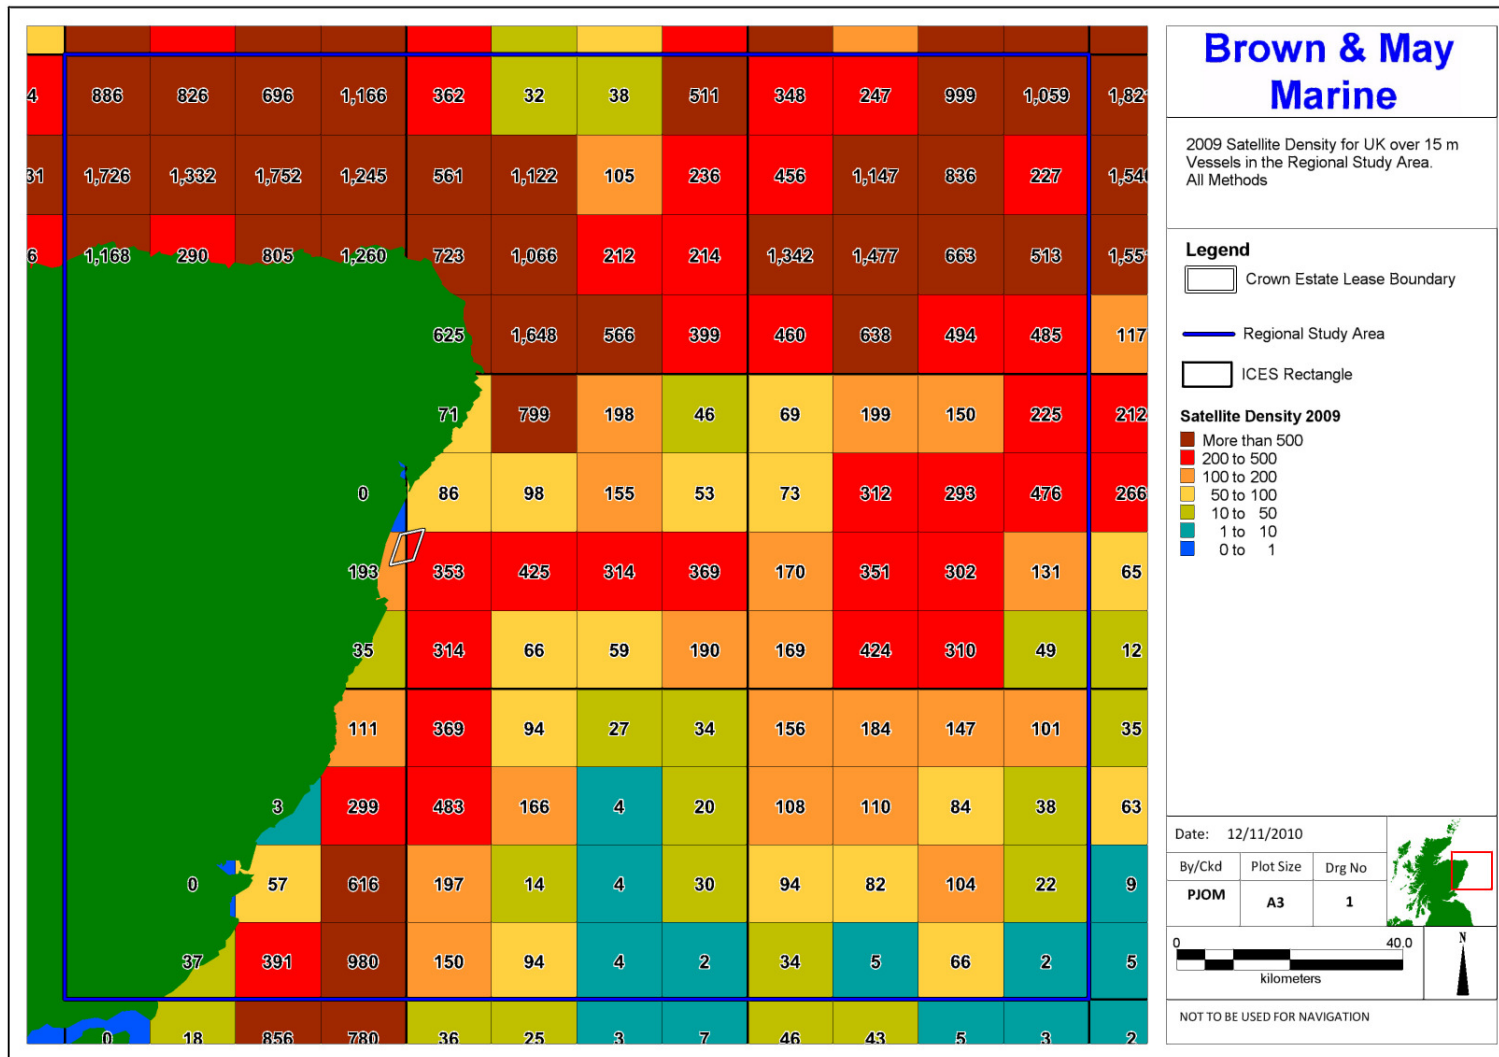 4 886 826 696 1,166 362 32 38 511 348 247 999 1,059 1,82
31 1,726 1,332 1,752 1,245 561 1,122 105 236 456 1,147 836 227 1,54
6 1,168 290 805 1,260 723 1,066 212 214 1,342 1,477 663 513 1,55
625 1,648 566 399 460 638 494 485 117
71 799 198 46 69 199 150 225 212
0 86 98 155 53 73 312 293 476 266
193 353 425 314 369 170 351 302 131 65
35 314 66 59 190 169 424 310 49 12
111 369 94 27 34 156 184 147 101 35
3 299 483 166 4 20 108 110 84 38 63
0 57 616 197 14 4 30 94 82 104 22 9
37 391 980 150 94 4 2 34 5 66 2 5
0 18 856 780 36 25 3 7 46 43 5 3 2
Brown & May
Marine
2009 Satellite Density for UK over 15 m
Vessels in the Regional Study Area.
All Methods
Legend
Crown Estate Lease Boundary
Regional Study Area
ICES Rectangle
Satellite Density 2009
More than 500
200 to 500
100 to 200
50 to 100
10 to 50
1 to 10
0 to 1
Date: 12/11/2010
By/Ckd Plot Size Drg No
PJOM A3 1
0 40.0
kilometers
N
NOT TO BE USED FOR NAVIGATION